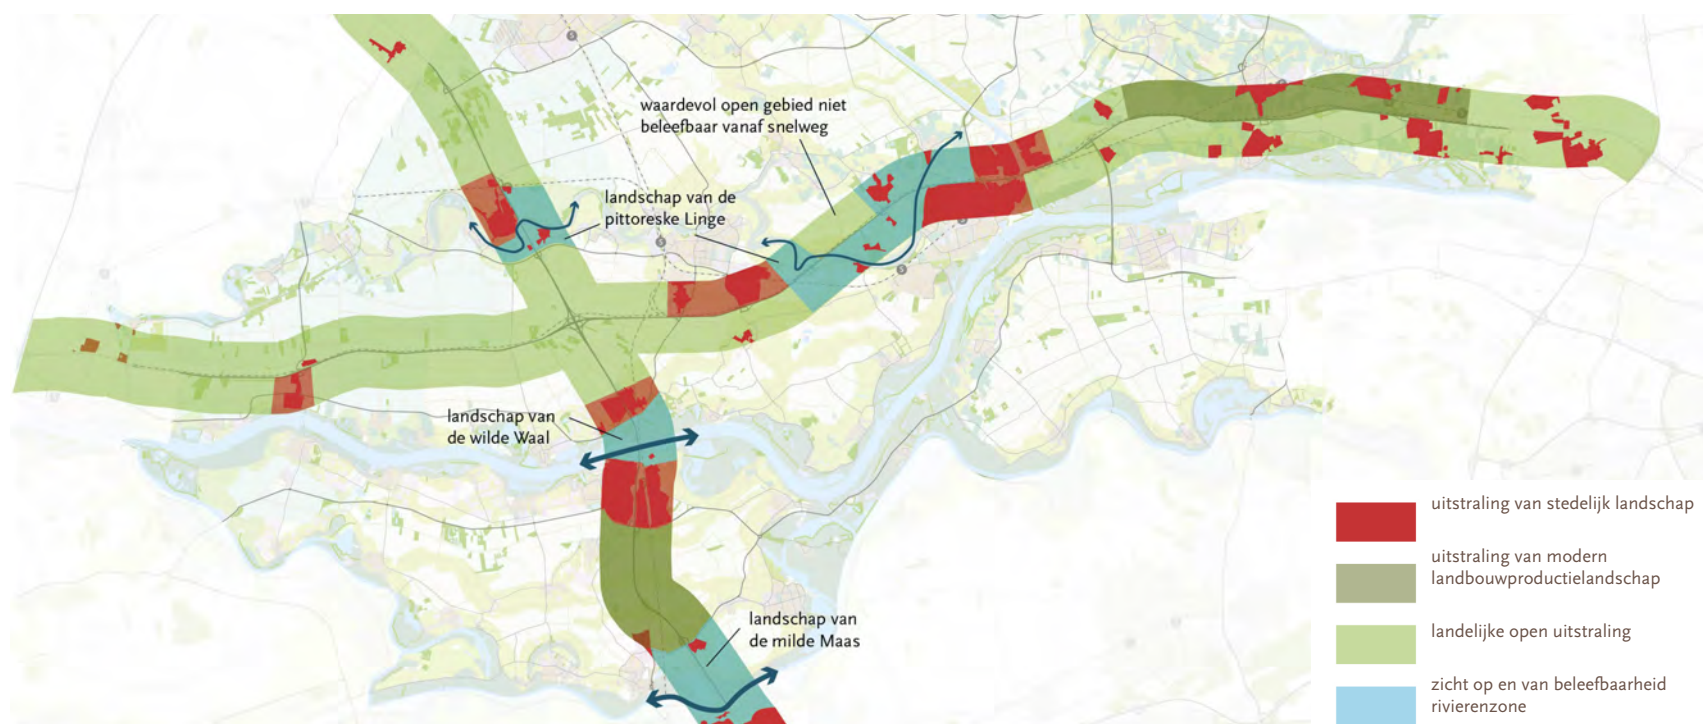 waardevol open gebied niet
beleefbaar vanaf snelweg
landschap van de
pittoreske Linge
landschap van
de wilde Waal
landschap van
de milde Maas
uitstraling van stedelijk landschap
uitstraling van modern
landbouwproductielandschap
landelijke open uitstraling
zicht op en van beleefbaarheid
rivierenzone